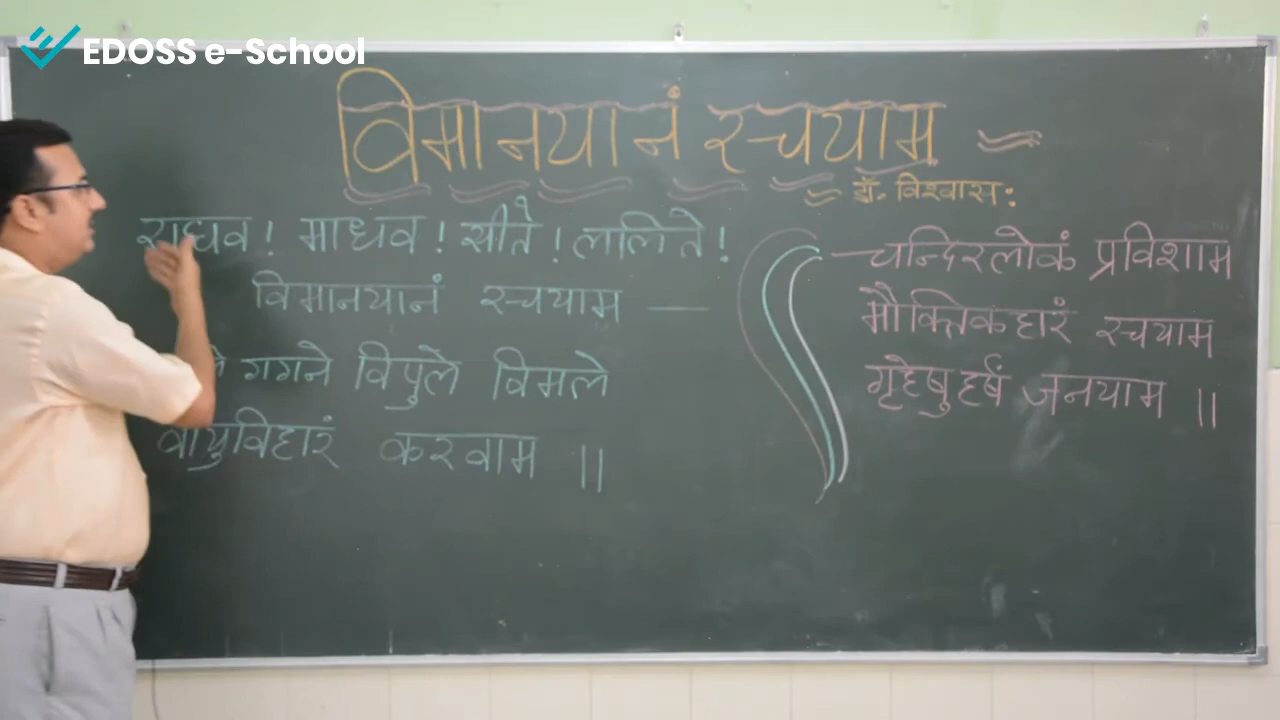 EDOSS e-School
विमानयानं रचयाम
डॉ. विश्वासः
राघव! माधव! सीते! ललिते!
विमानयानं रचयाम —
गगने विपुले विमले
वायुविहारं करवाम ||
चन्दिरलोकं प्रविशाम
मौक्तिकहारं रचयाम
गृहेषु हर्षं जनयाम ||